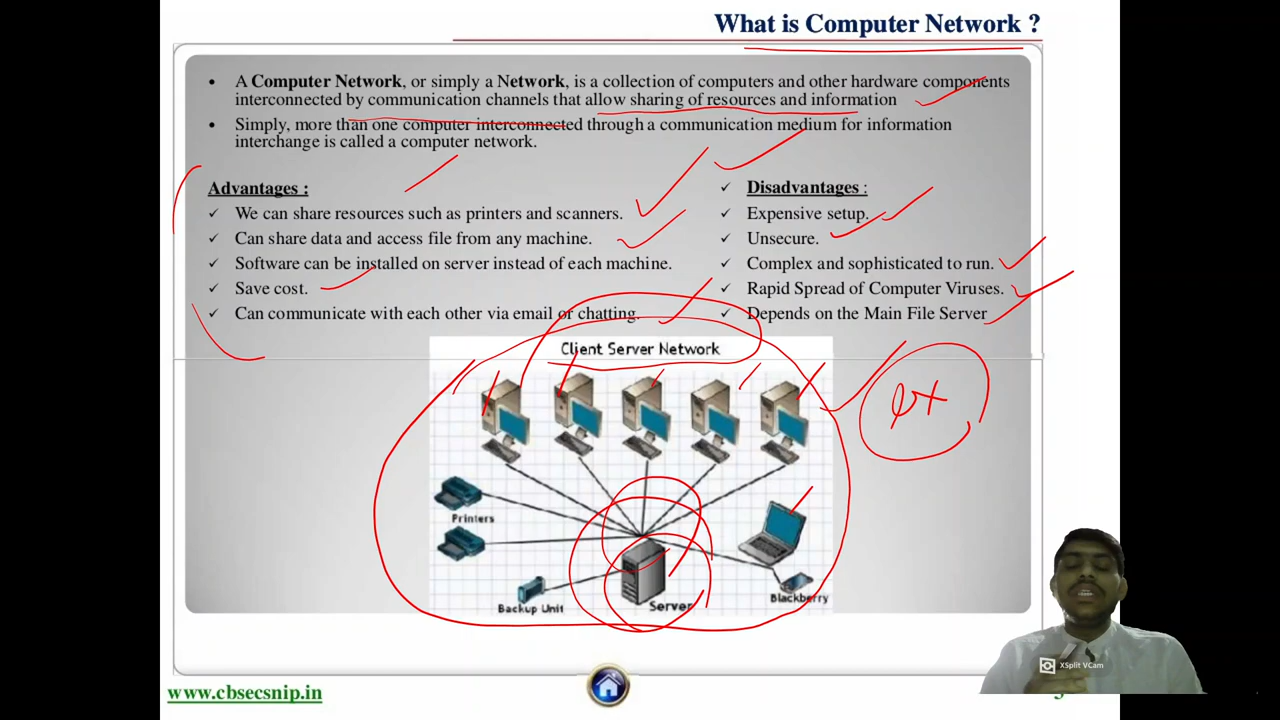 What is Computer Network ?
• A Computer Network, or simply a Network, is a collection of computers and other hardware components
interconnected by communication channels that allow sharing of resources and information
• Simply, more than one computer interconnected through a communication medium for information
interchange is called a computer network.
Advantages :
✓ We can share resources such as printers and scanners.
✓ Can share data and access file from any machine.
✓ Software can be installed on server instead of each machine.
✓ Save cost.
✓ Can communicate with each other via email or chatting.
✓ Disadvantages :
✓ Expensive setup.
✓ Unsecure.
✓ Complex and sophisticated to run.
✓ Rapid Spread of Computer Viruses.
✓ Depends on the Main File Server
Client Server Network
ex
Printers
Backup Unit
Server
Blackberry
XSplit VCam
www.cbsecsnip.in